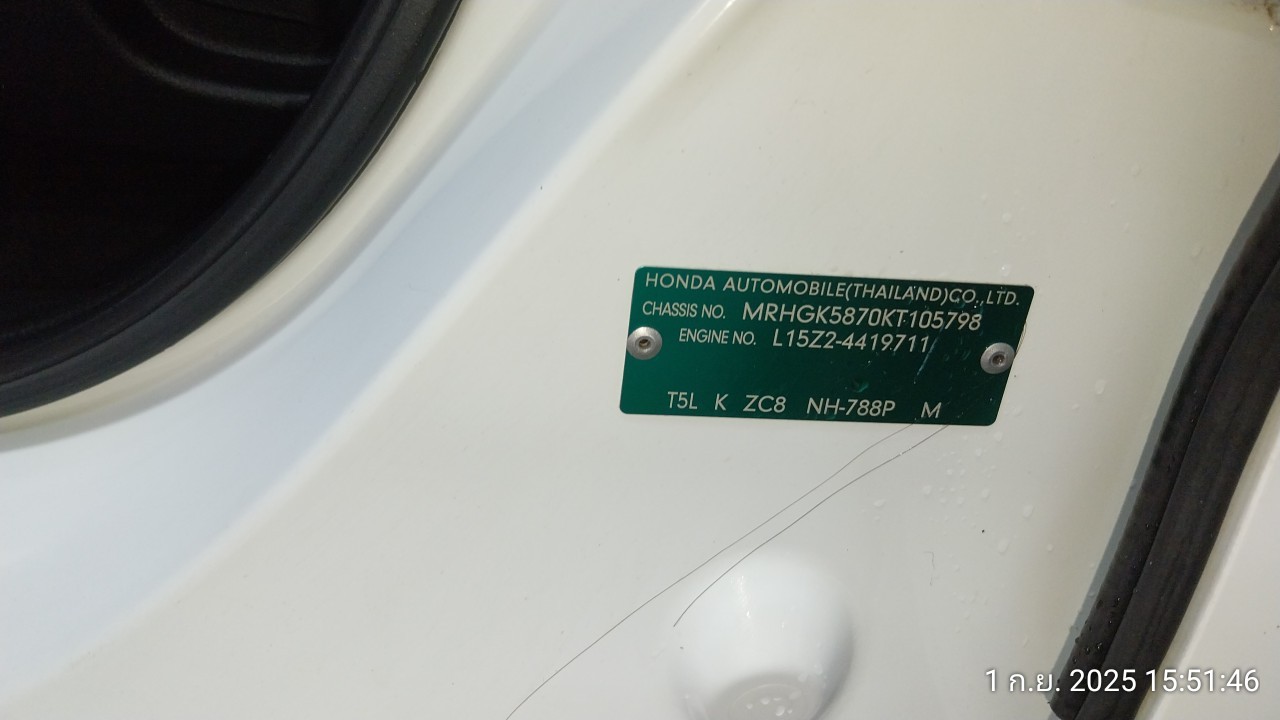 HONDA AUTOMOBILE(THAILAND)CO.,LTD.
CHASSIS NO. MRHGK5870KT105798
ENGINE NO. L15Z2-4419711
T5L K ZC8 NH-788P M
1 ก.ย. 2025 15:51:46